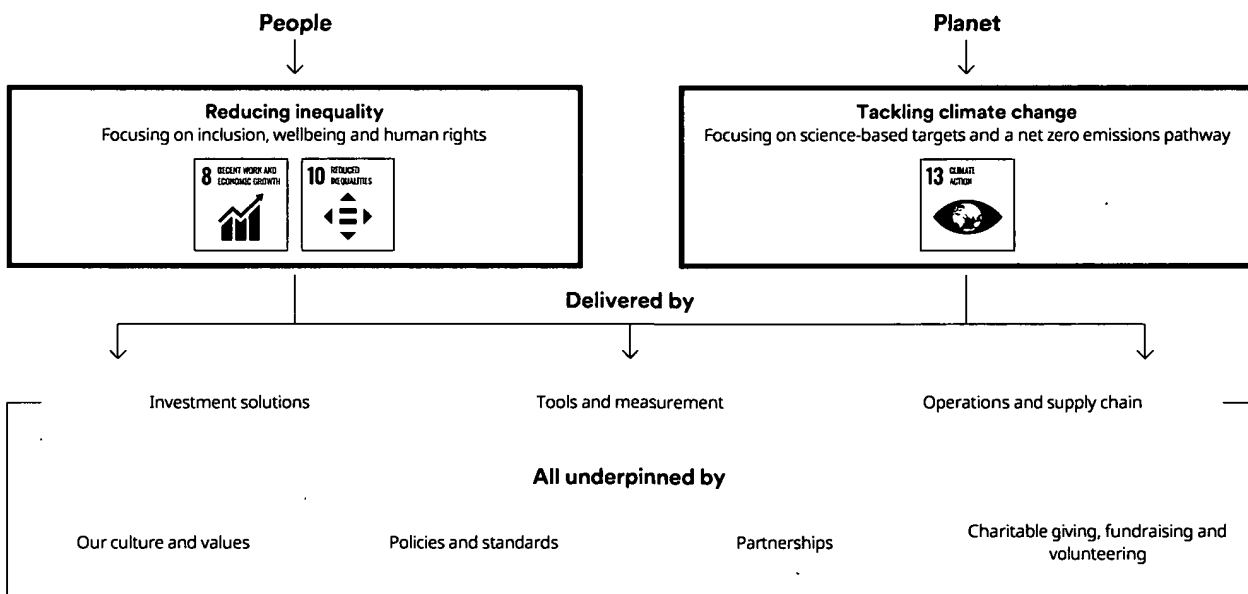 People
Planet
Reducing inequality
Focusing on inclusion, wellbeing and human rights
8 DECENT WORK AND
ECONOMIC GROWTH
10 REDUCED
INEQUALITIES
Tackling climate change
Focusing on science-based targets and a net zero emissions pathway
13 CLIMATE
ACTION
Delivered by
Investment solutions
Tools and measurement
Operations and supply chain
All underpinned by
Our culture and values
Policies and standards
Partnerships
Charitable giving, fundraising and
volunteering